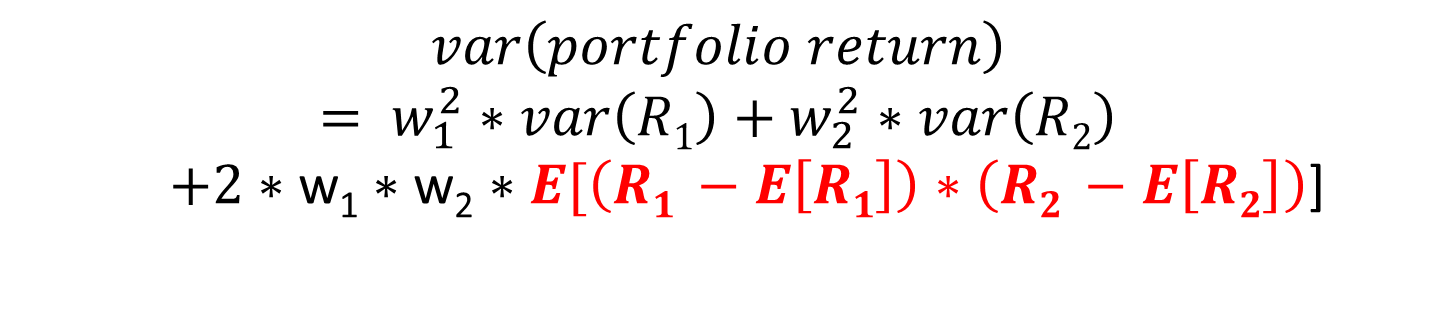 var(portfolio return)
= w₁² ∗ var(R₁) + w₂² ∗ var(R₂)
+2 ∗ w₁ ∗ w₂ ∗ E[(R₁ − E[R₁]) ∗ (R₂ − E[R₂])]